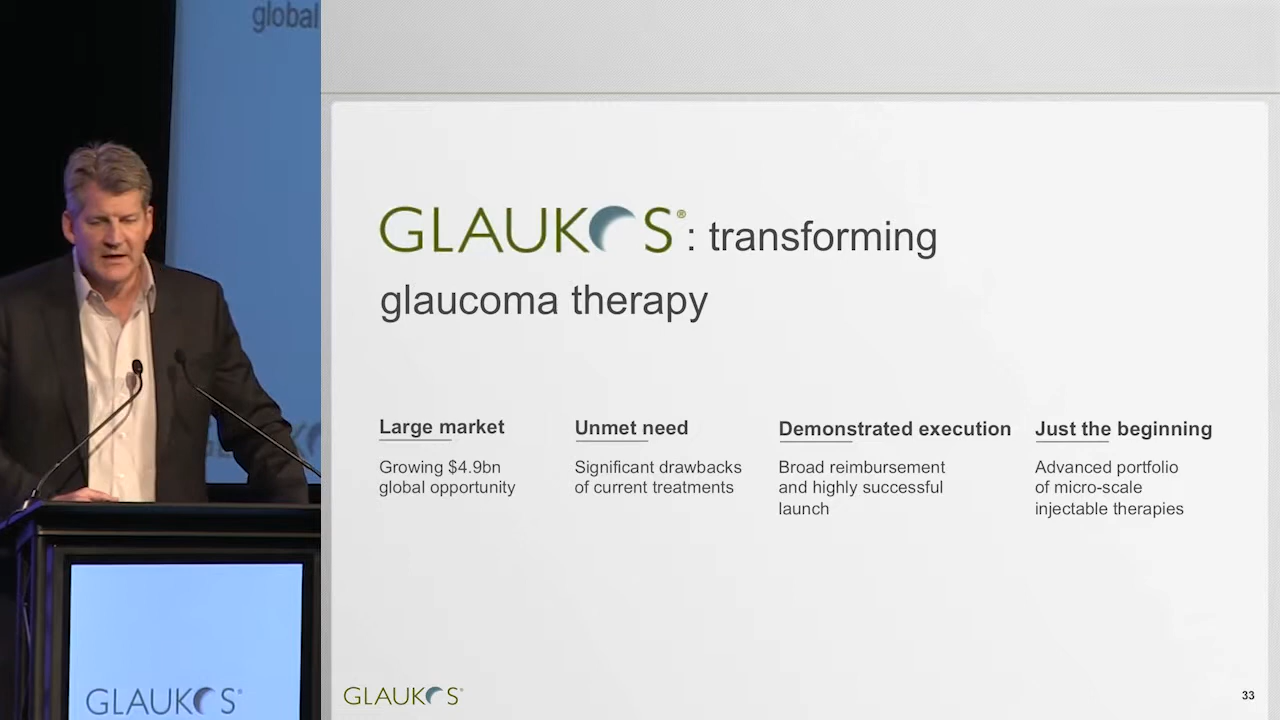 global
GLAUKOS® : transforming
glaucoma therapy
Large market
Growing $4.9bn
global opportunity
Unmet need
Significant drawbacks
of current treatments
Demonstrated execution
Broad reimbursement
and highly successful
launch
Just the beginning
Advanced portfolio
of micro-scale
injectable therapies
GLAUKOS®
GLAUKOS®
33